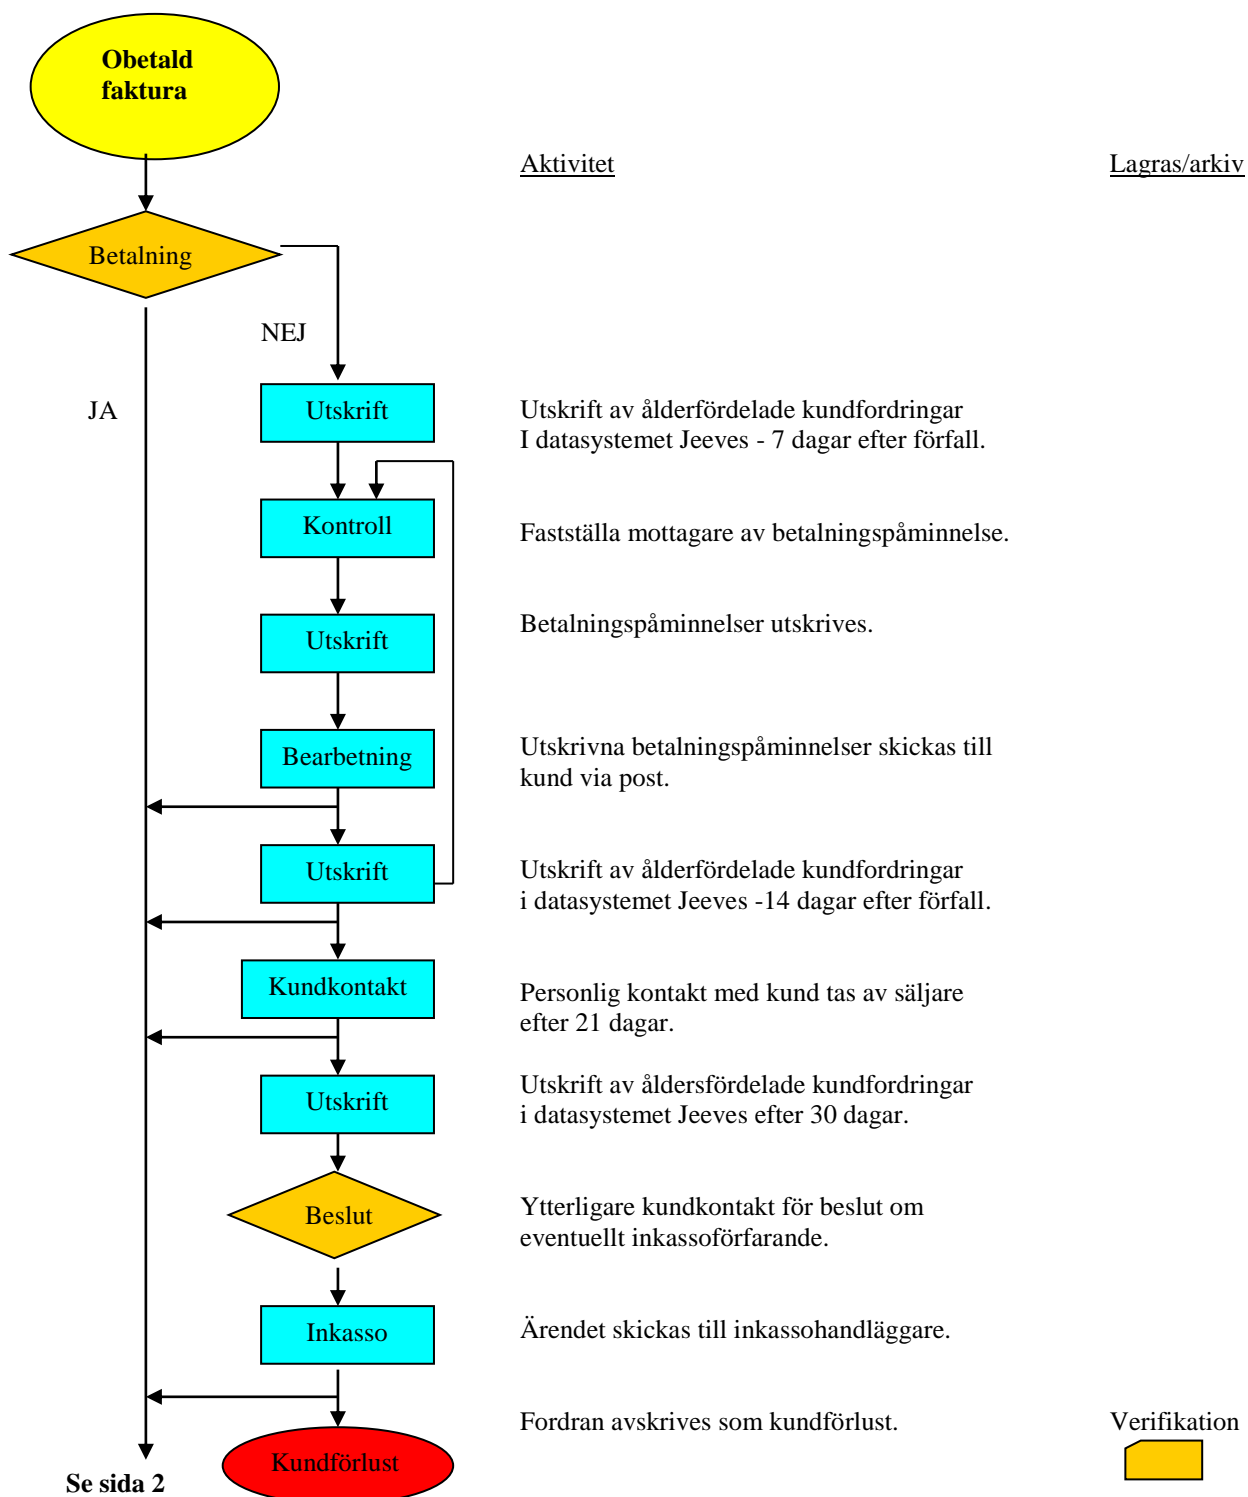 Obetald
faktura
Aktivitet
Lagras/arkiv
Betalning
NEJ
JA
Utskrift
Utskrift av ålderfördelade kundfordringar
I datasystemet Jeeves - 7 dagar efter förfall.
Kontroll
Fastställa mottagare av betalningspåminnelse.
Utskrift
Betalningspåminnelser utskrives.
Bearbetning
Utskrivna betalningspåminnelser skickas till
kund via post.
Utskrift
Utskrift av ålderfördelade kundfordringar
i datasystemet Jeeves -14 dagar efter förfall.
Kundkontakt
Personlig kontakt med kund tas av säljare
efter 21 dagar.
Utskrift
Utskrift av åldersfördelade kundfordringar
i datasystemet Jeeves efter 30 dagar.
Beslut
Ytterligare kundkontakt för beslut om
eventuellt inkassoförfarande.
Inkasso
Ärendet skickas till inkassohandläggare.
Fordran avskrives som kundförlust.
Verifikation
Kundförlust
Se sida 2